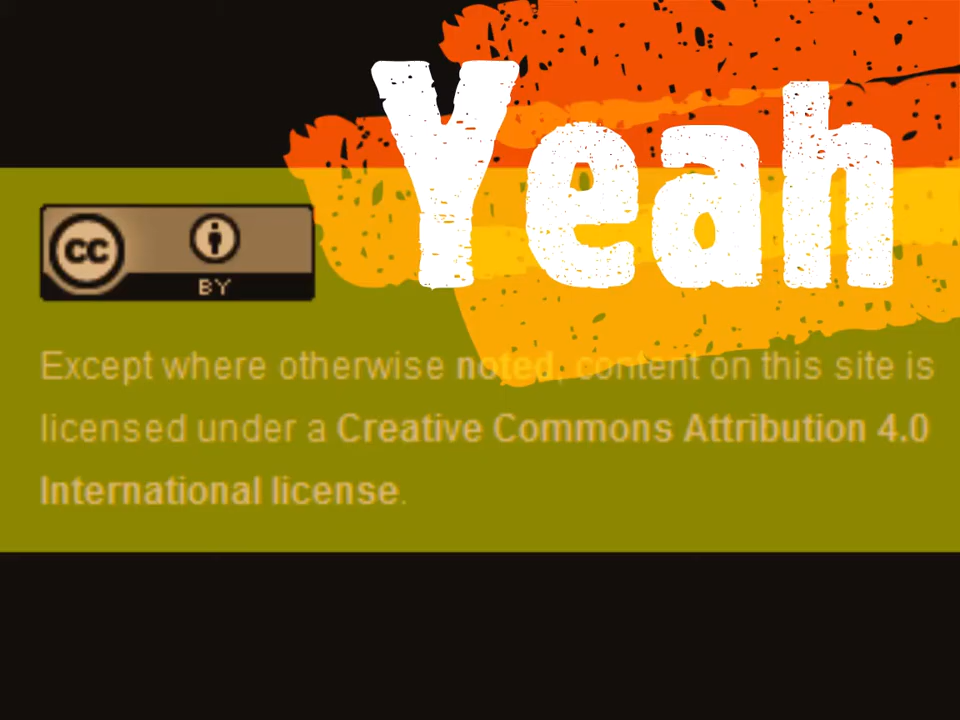 Yeah
cc
BY
Except where otherwise noted, content on this site is
licensed under a Creative Commons Attribution 4.0
International license.